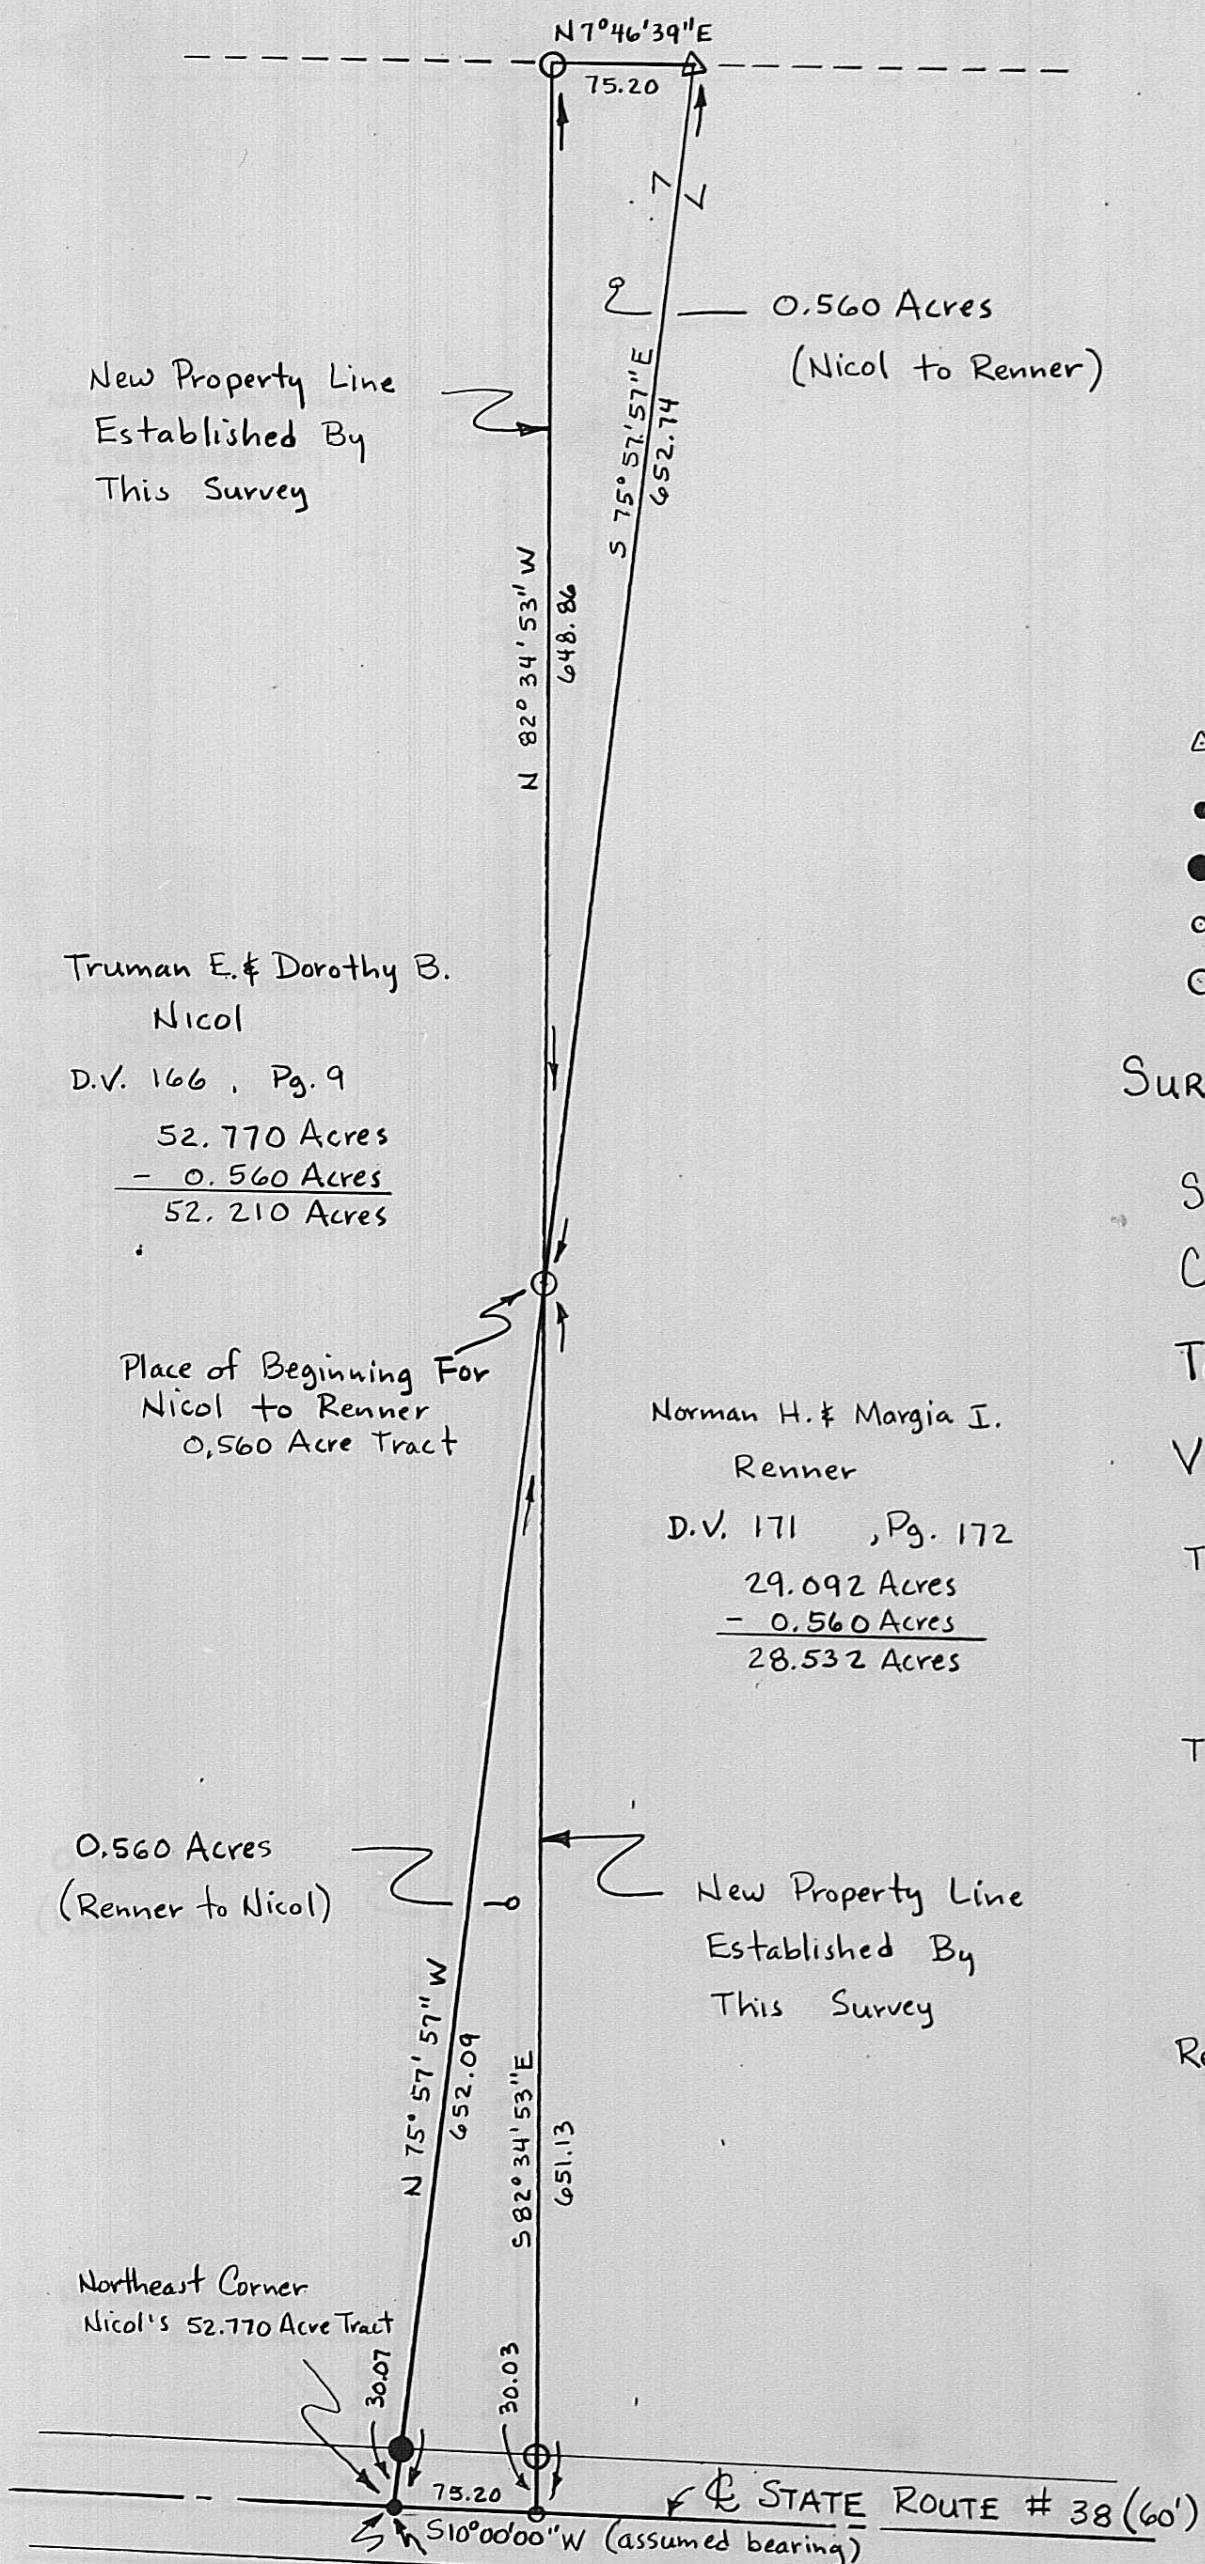 N7°46'39"E
75.20
0.560 Acres
(Nicol to Renner)
New Property Line
Established By
This Survey
S 75° 57' 57" E
652.74
N 82° 34' 53" W
648.86
Truman E. & Dorothy B.
Nicol
D.V. 166, Pg. 9
52.770 Acres
- 0.560 Acres
52.210 Acres
SUR
S
C
Place of Beginning For
Nicol to Renner
0.560 Acre Tract
T
V
Norman H. & Margia I.
Renner
D.V. 171, Pg. 172
29.092 Acres
- 0.560 Acres
28.532 Acres
T
T
0.560 Acres
(Renner to Nicol)
New Property Line
Established By
This Survey
N 75° 57' 57" W
652.09
S 82° 34' 53" E
651.13
Re
Northeast Corner
Nicol's 52.770 Acre Tract
30.07
30.03
75.20
℄ STATE ROUTE # 38 (60')
S10°00'00"W (assumed bearing)